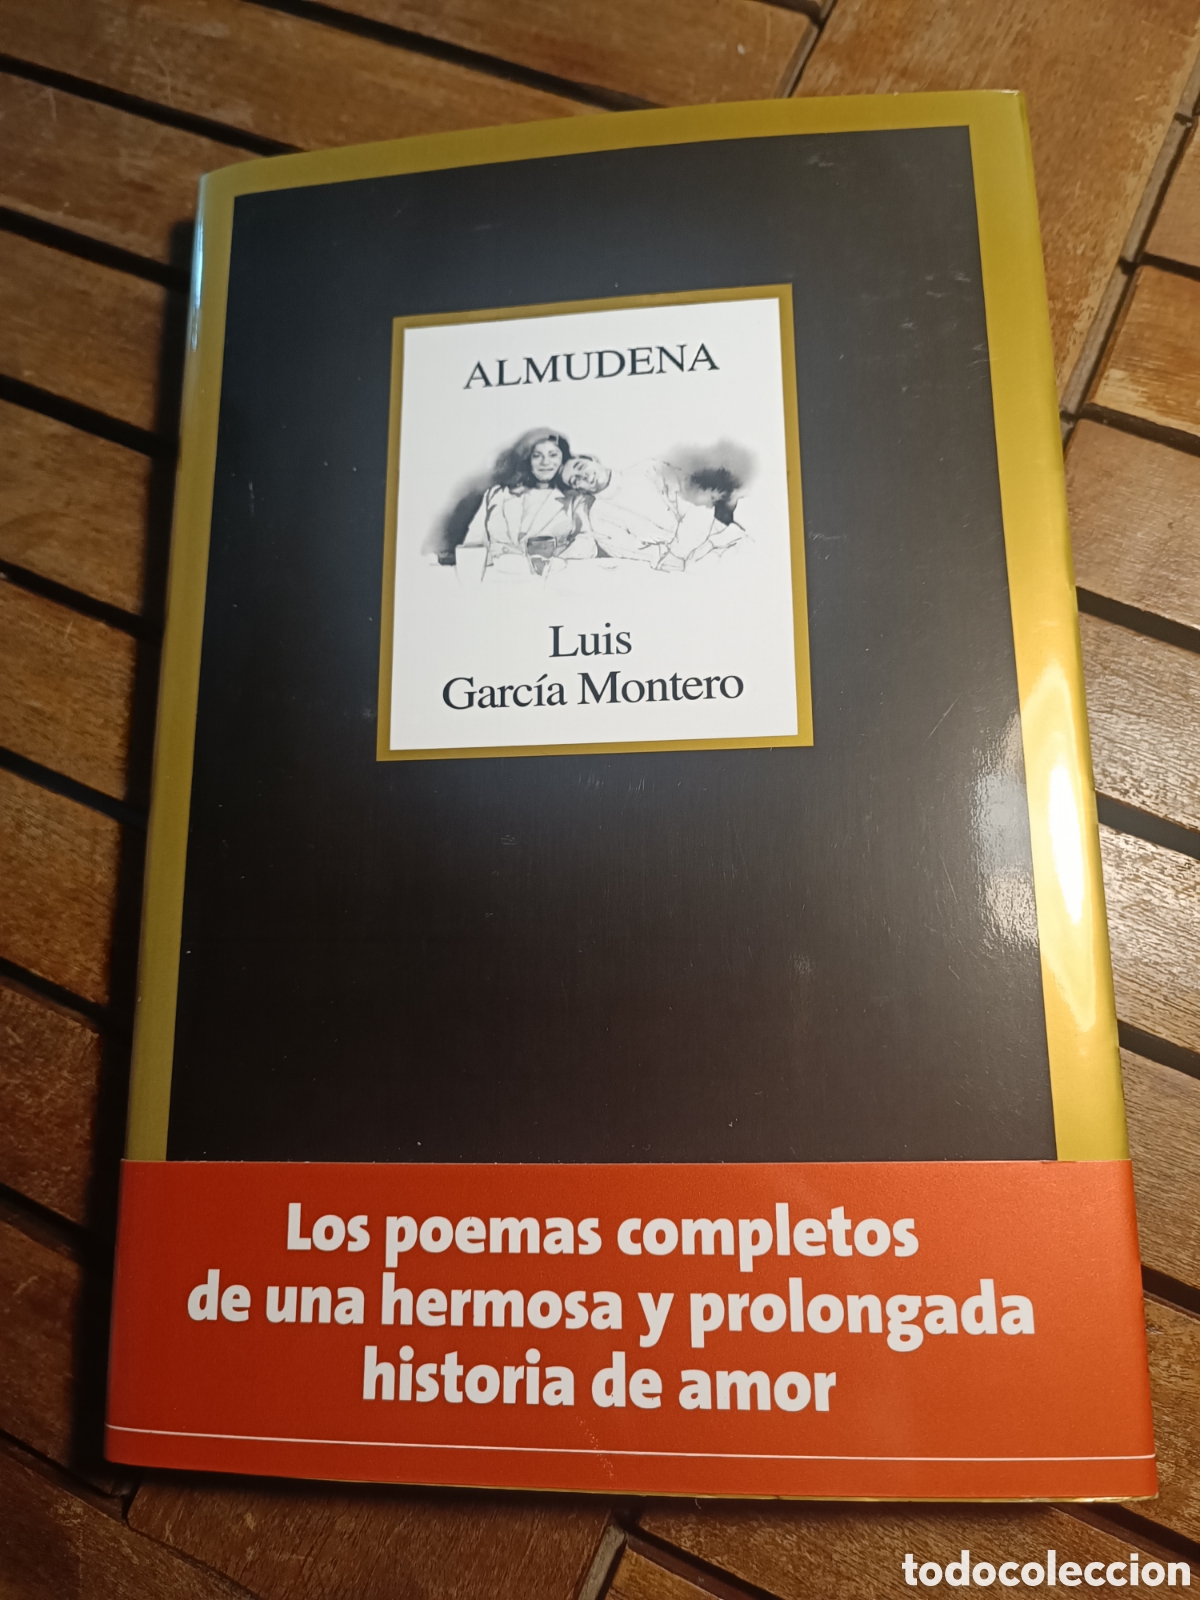 ALMUDENA
Luis
García Montero
Los poemas completos
de una hermosa y prolongada
historia de amor
todocoleccion